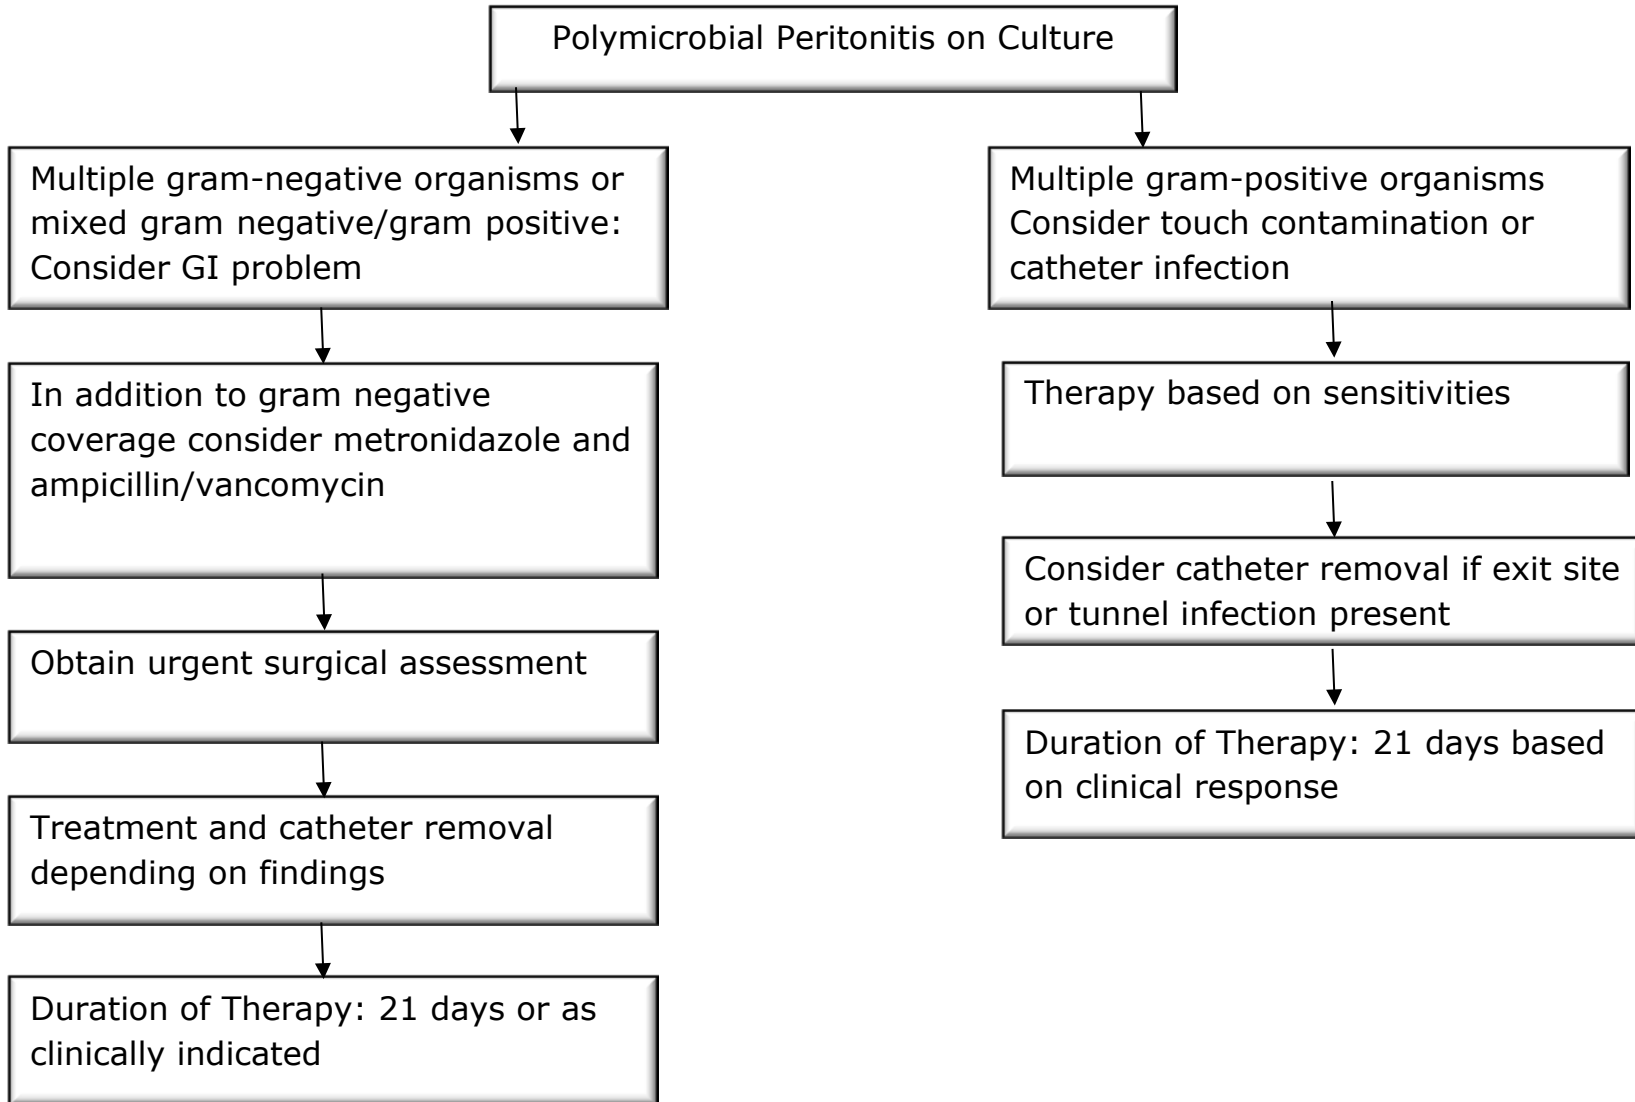 Polymicrobial Peritonitis on Culture
Multiple gram-negative organisms or
mixed gram negative/gram positive:
Consider GI problem
In addition to gram negative
coverage consider metronidazole and
ampicillin/vancomycin
Obtain urgent surgical assessment
Treatment and catheter removal
depending on findings
Duration of Therapy: 21 days or as
clinically indicated
Multiple gram-positive organisms
Consider touch contamination or
catheter infection
Therapy based on sensitivities
Consider catheter removal if exit site
or tunnel infection present
Duration of Therapy: 21 days based
on clinical response